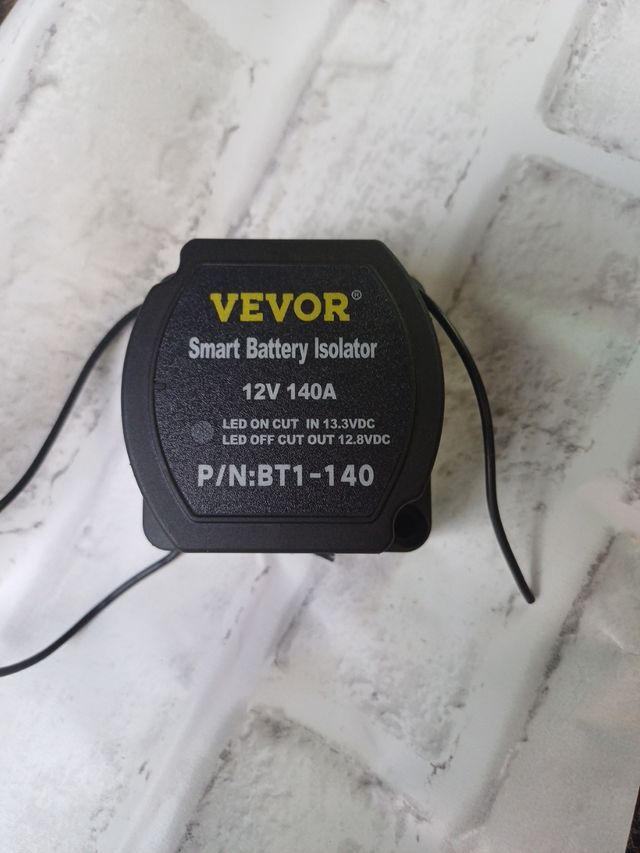 VEVOR®
Smart Battery Isolator
12V 140A
LED ON CUT IN 13.3VDC
LED OFF CUT OUT 12.8VDC
P/N:BT1-140